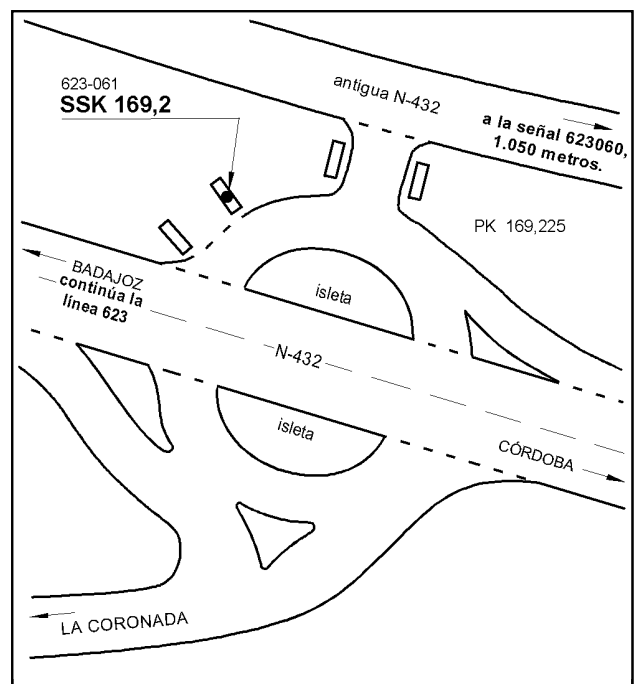 623-061
SSK 169,2
antigua N-432
a la señal 623060,
1.050 metros.
PK 169,225
BADAJOZ
continúa la
línea 623
isleta
N-432
isleta
CÓRDOBA
LA CORONADA